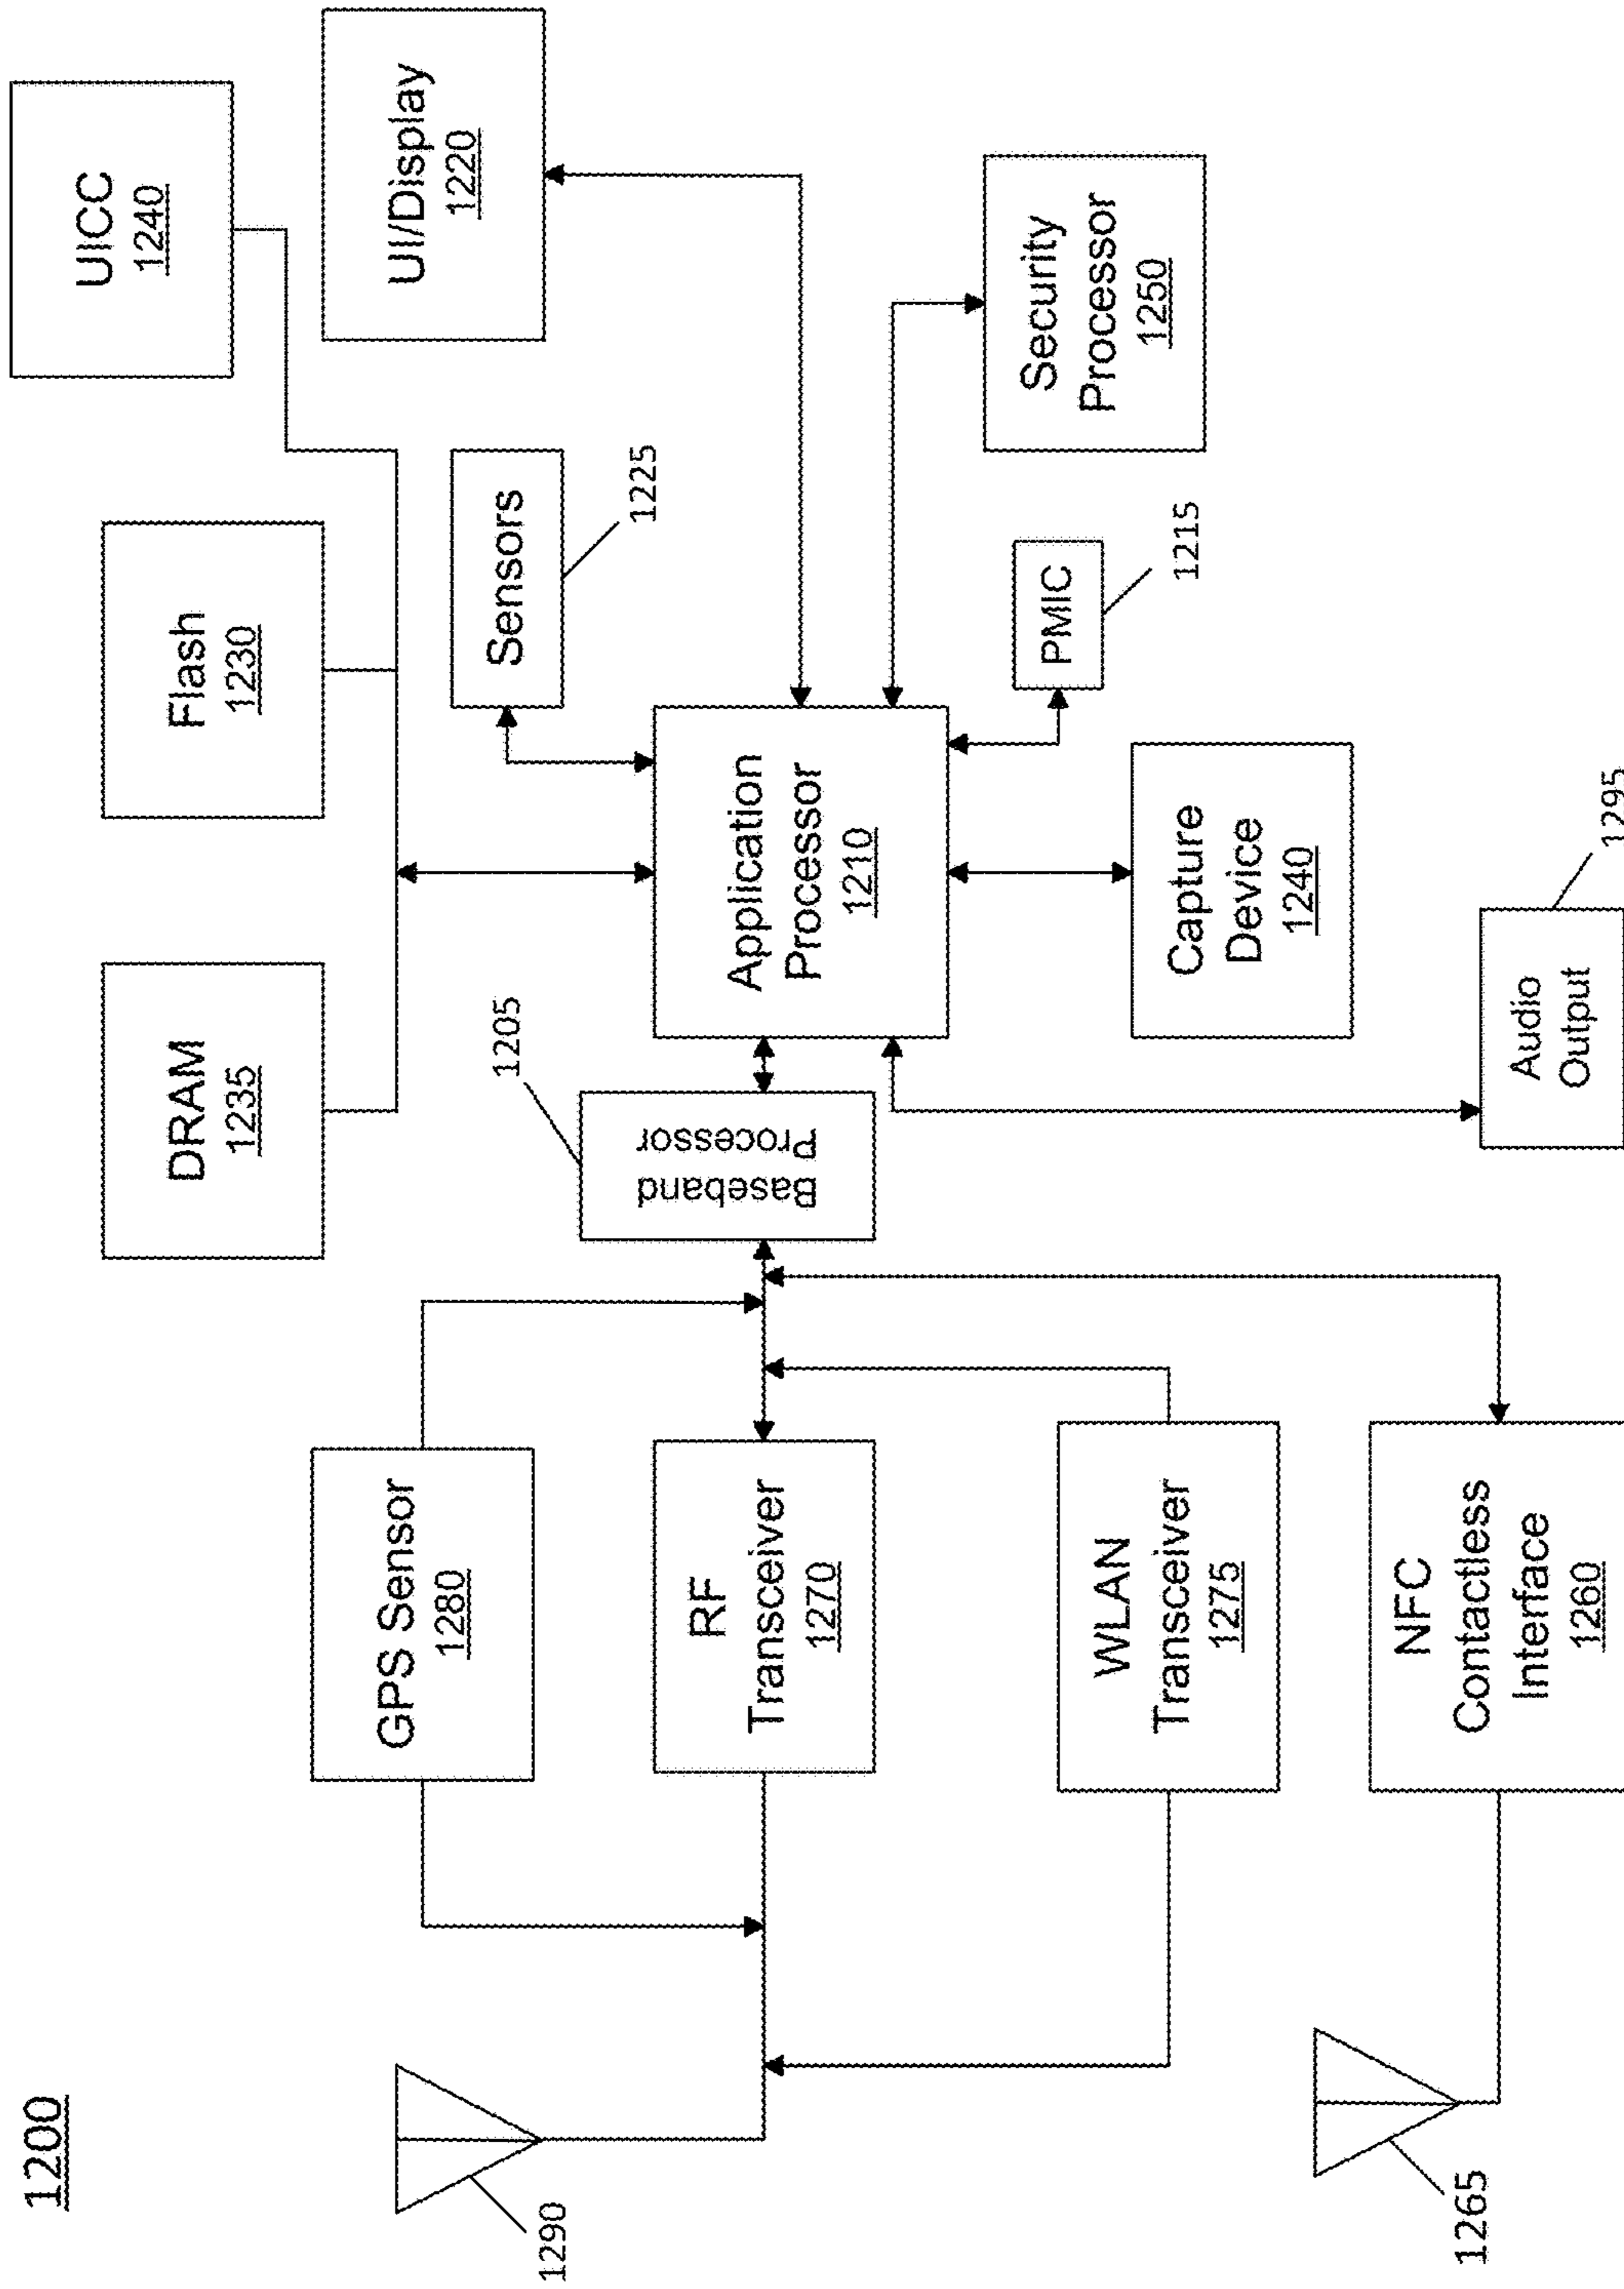 1200
UICC
1240
DRAM
1235
Flash
1230
UI/Display
1220
Sensors
1225
GPS Sensor
1280
1290
1205
Baseband
Processor
Application
Processor
1210
RF
Transceiver
1270
Security
Processor
1250
PMIC
1215
WLAN
Transceiver
1275
Capture
Device
1240
NFC
Contactless
Interface
1260
1265
Audio
Output
1295